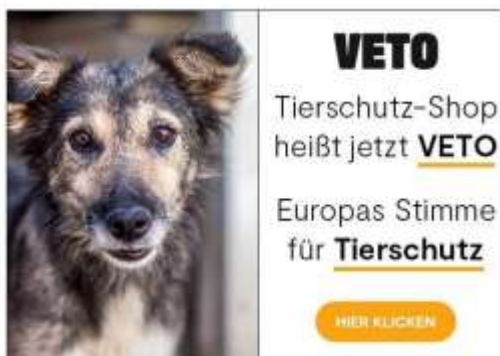 VETO
Tierschutz-Shop
heißt jetzt VETO
Europas Stimme
für Tierschutz
HIER KLICKEN